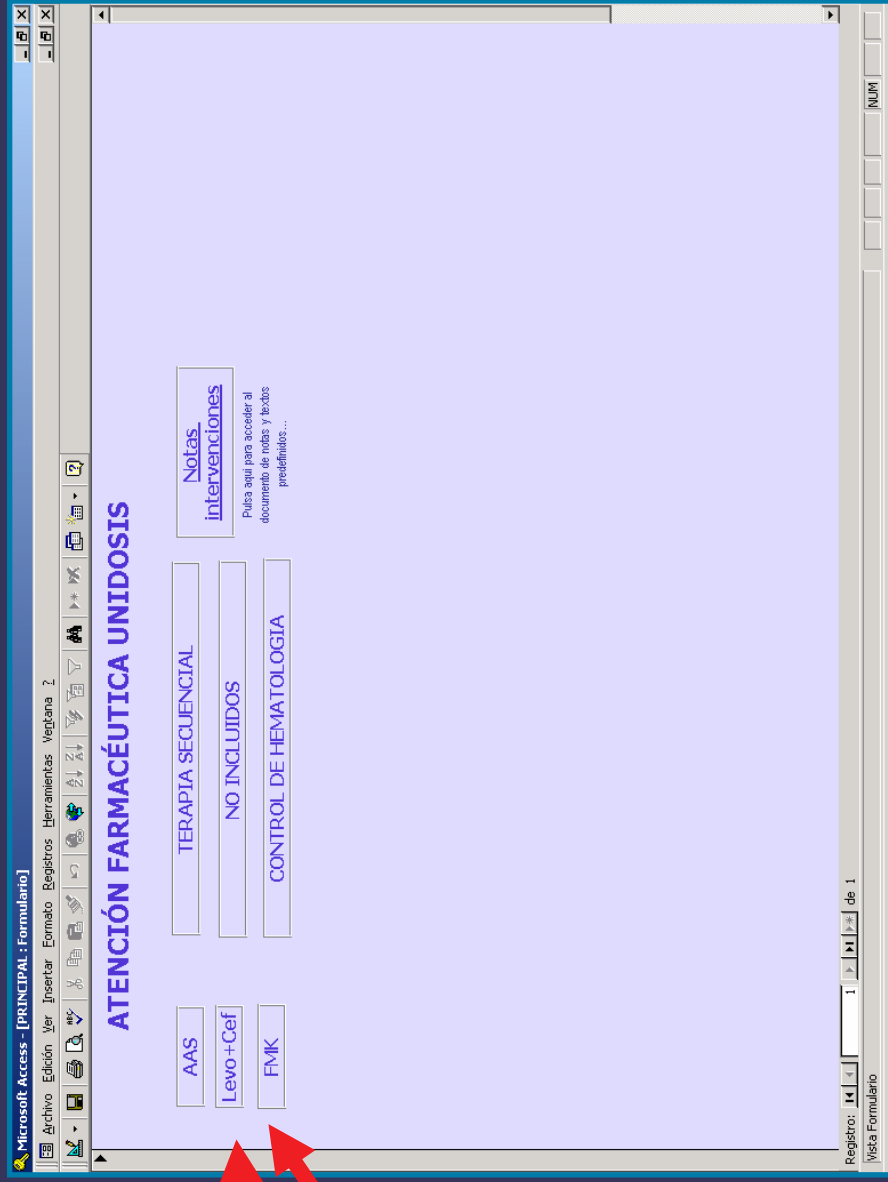 Microsoft Access - [PRINCIPAL : Formulario]
Archivo Edición Ver Insertar Formato Registros Herramientas Ventana ?
ATENCIÓN FARMACÉUTICA UNIDOSIS
AAS
TERAPIA SECUENCIAL
Notas
intervenciones
Levo+Cef
NO INCLUIDOS
Pulsa aquí para acceder al
documento de notas y textos
predefinidos...
FMK
CONTROL DE HEMATOLOGIA
Registro: 1 de 1
Vista Formulario NUM